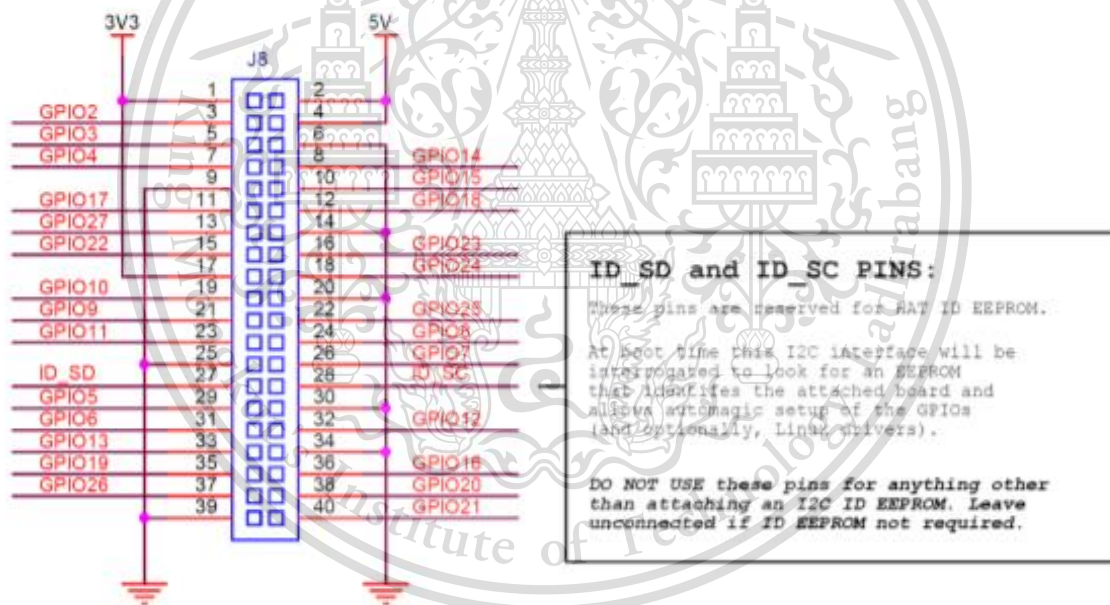 3V3
5V
J8
1
2
GPIO2
3
4
GPIO3
5
6
GPIO4
7
8
GPIO14
9
10
GPIO15
GPIO17
11
12
GPIO18
GPIO27
13
14
GPIO22
15
16
GPIO23
17
18
GPIO24
GPIO10
19
20
GPIO9
21
22
GPIO25
GPIO11
23
24
GPIO8
25
26
GPIO7
ID_SD
27
28
ID_SC
GPIO5
29
30
GPIO6
31
32
GPIO12
GPIO13
33
34
GPIO19
35
36
GPIO16
GPIO26
37
38
GPIO20
39
40
GPIO21
ID_SD and ID_SC PINS:
These pins are reserved for HAT ID EEPROM.
At boot time this I2C interface will be
interrogated to look for an EEPROM
that identifes the attached board and
allows automagic setup of the GPIOs
(and optionally, Linux drivers).
DO NOT USE these pins for anything other
than attaching an I2C ID EEPROM. Leave
unconnected if ID EEPROM not required.
Institute of Technology